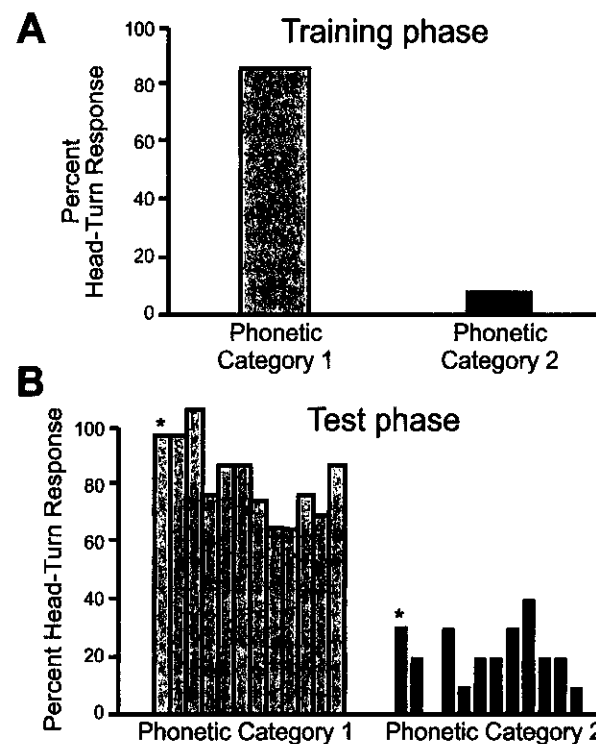 A
Training phase
Percent
Head-Turn Response
100
80
60
40
20
0
Phonetic
Category 1
Phonetic
Category 2
B
Test phase
Percent Head-Turn Response
100
80
60
40
20
0
*
*
Phonetic Category 1
Phonetic Category 2